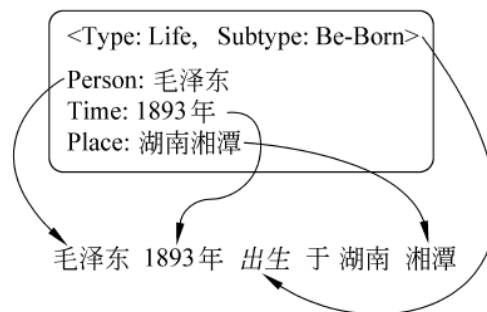 <Type: Life, Subtype: Be-Born>
Person: 毛泽东
Time: 1893年
Place: 湖南湘潭
毛泽东 1893年 出生 于 湖南 湘潭